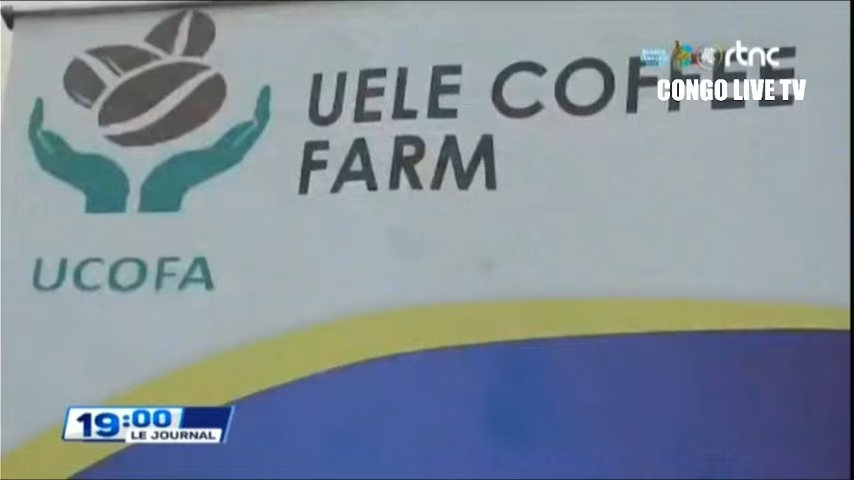 rtnc
CONGO LIVE TV
UELE COFFEE
FARM
UCOFA
19:00
LE JOURNAL